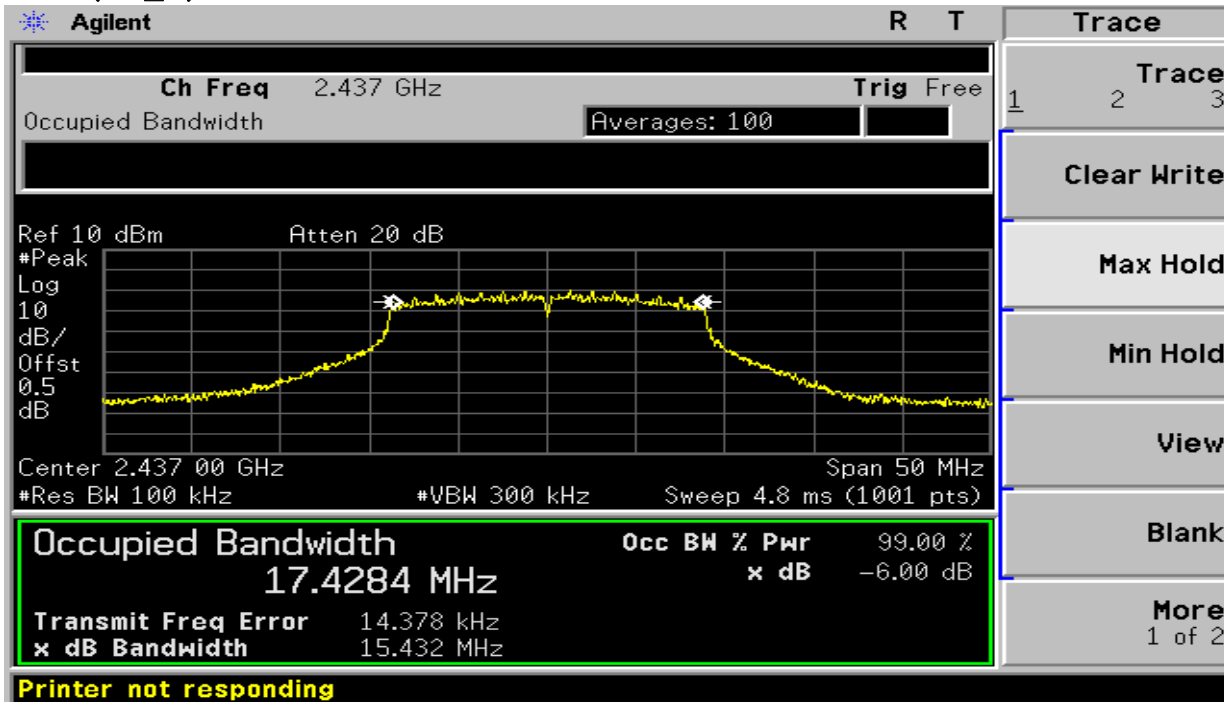 Agilent R T Trace
Ch Freq 2.437 GHz Trig Free
Occupied Bandwidth Averages: 100
Trace
1 2 3
Clear Write
Max Hold
Min Hold
View
Blank
More
1 of 2
Ref 10 dBm Atten 20 dB
#Peak
Log
10
dB/
Offst
0.5
dB
Center 2.437 00 GHz Span 50 MHz
#Res BW 100 kHz #VBW 300 kHz Sweep 4.8 ms (1001 pts)
Occupied Bandwidth Occ BW % Pwr 99.00 %
17.4284 MHz x dB -6.00 dB
Transmit Freq Error 14.378 kHz
x dB Bandwidth 15.432 MHz
Printer not responding